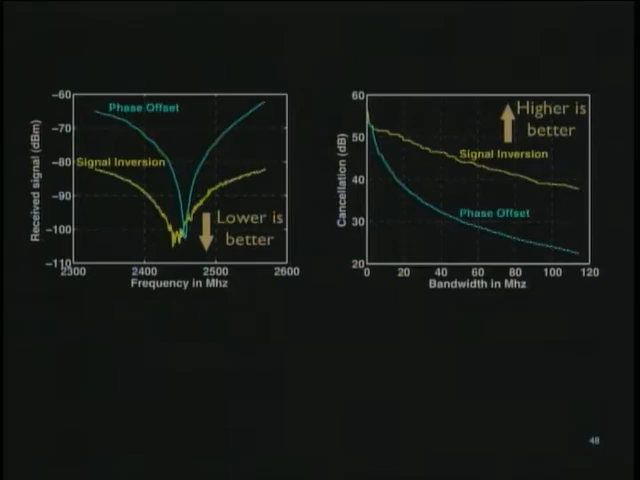 -60
-70
-80
-90
-100
-110
Received signal (dBm)
Phase Offset
Signal Inversion
Lower is
better
2300
2400
2500
2600
Frequency in Mhz
60
50
40
30
20
Cancellation (dB)
Higher is
better
Signal Inversion
Phase Offset
0
20
40
60
80
100
120
Bandwidth in Mhz
48